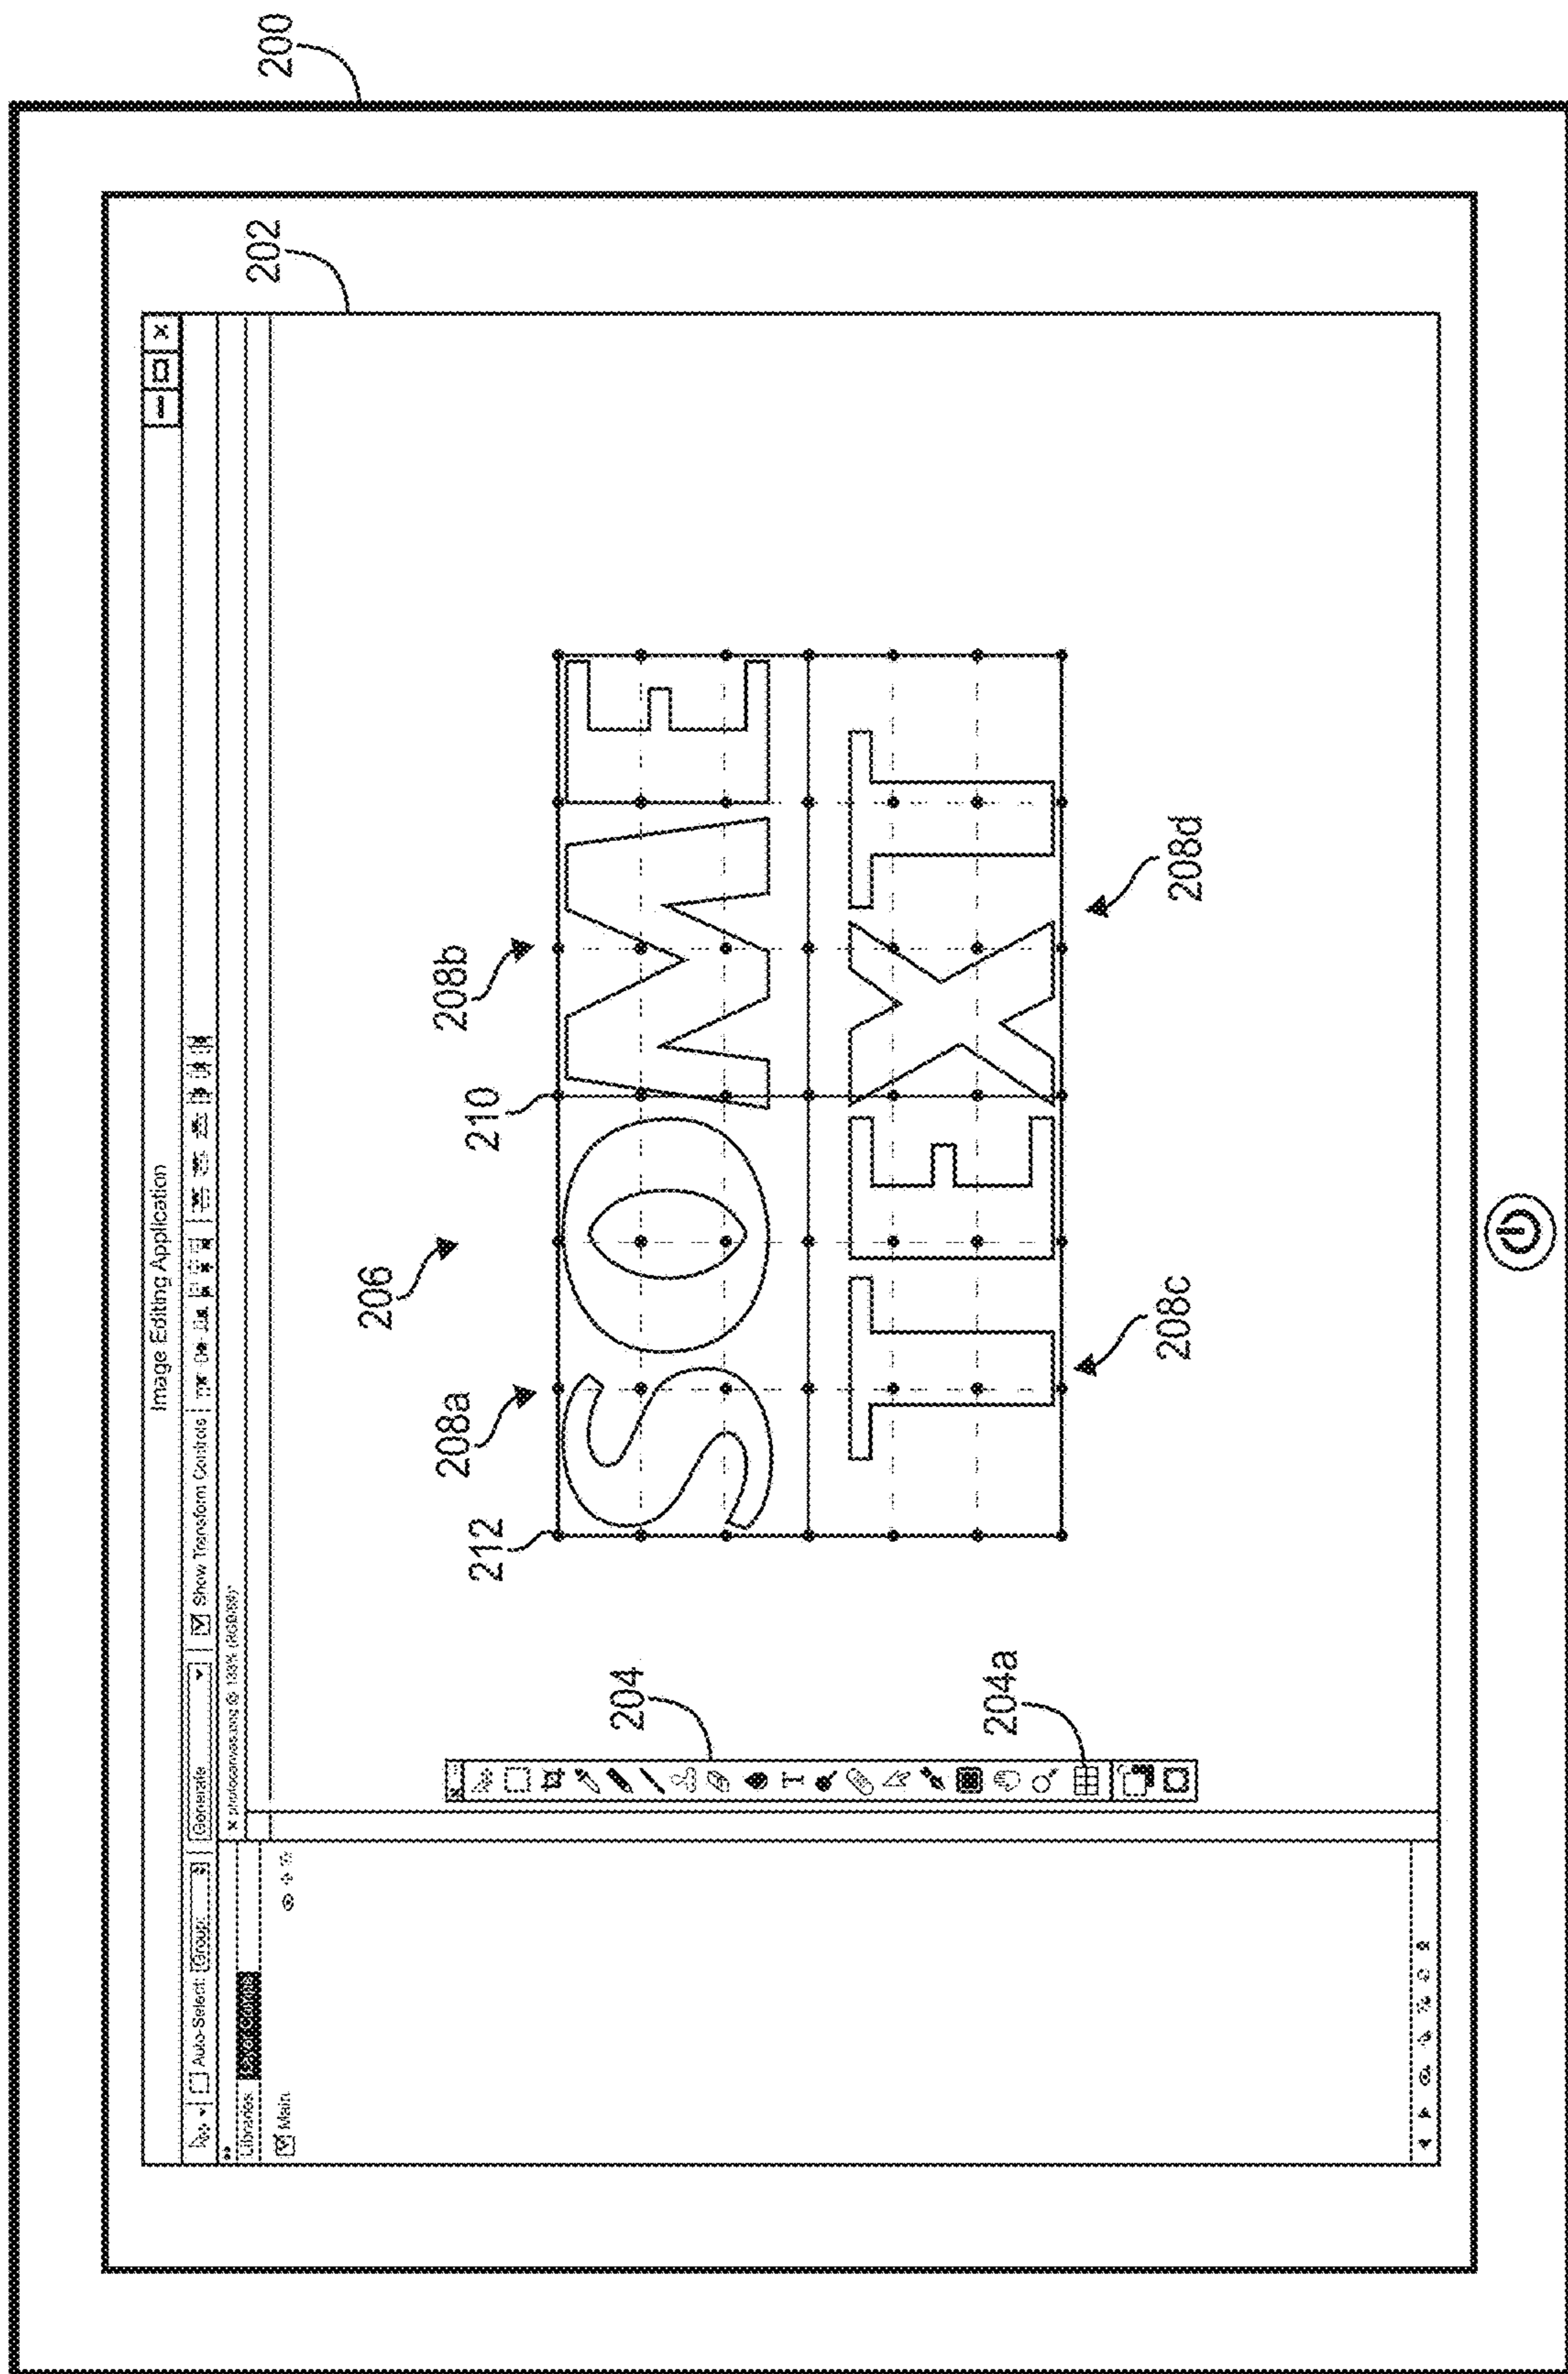 200
202
Image Editing Application
Auto-Select: Group
Generate
Show Transform Controls
Libraries
Main
206
208a
208b
212
210
SOME
TEXT
204
204a
208c
208d